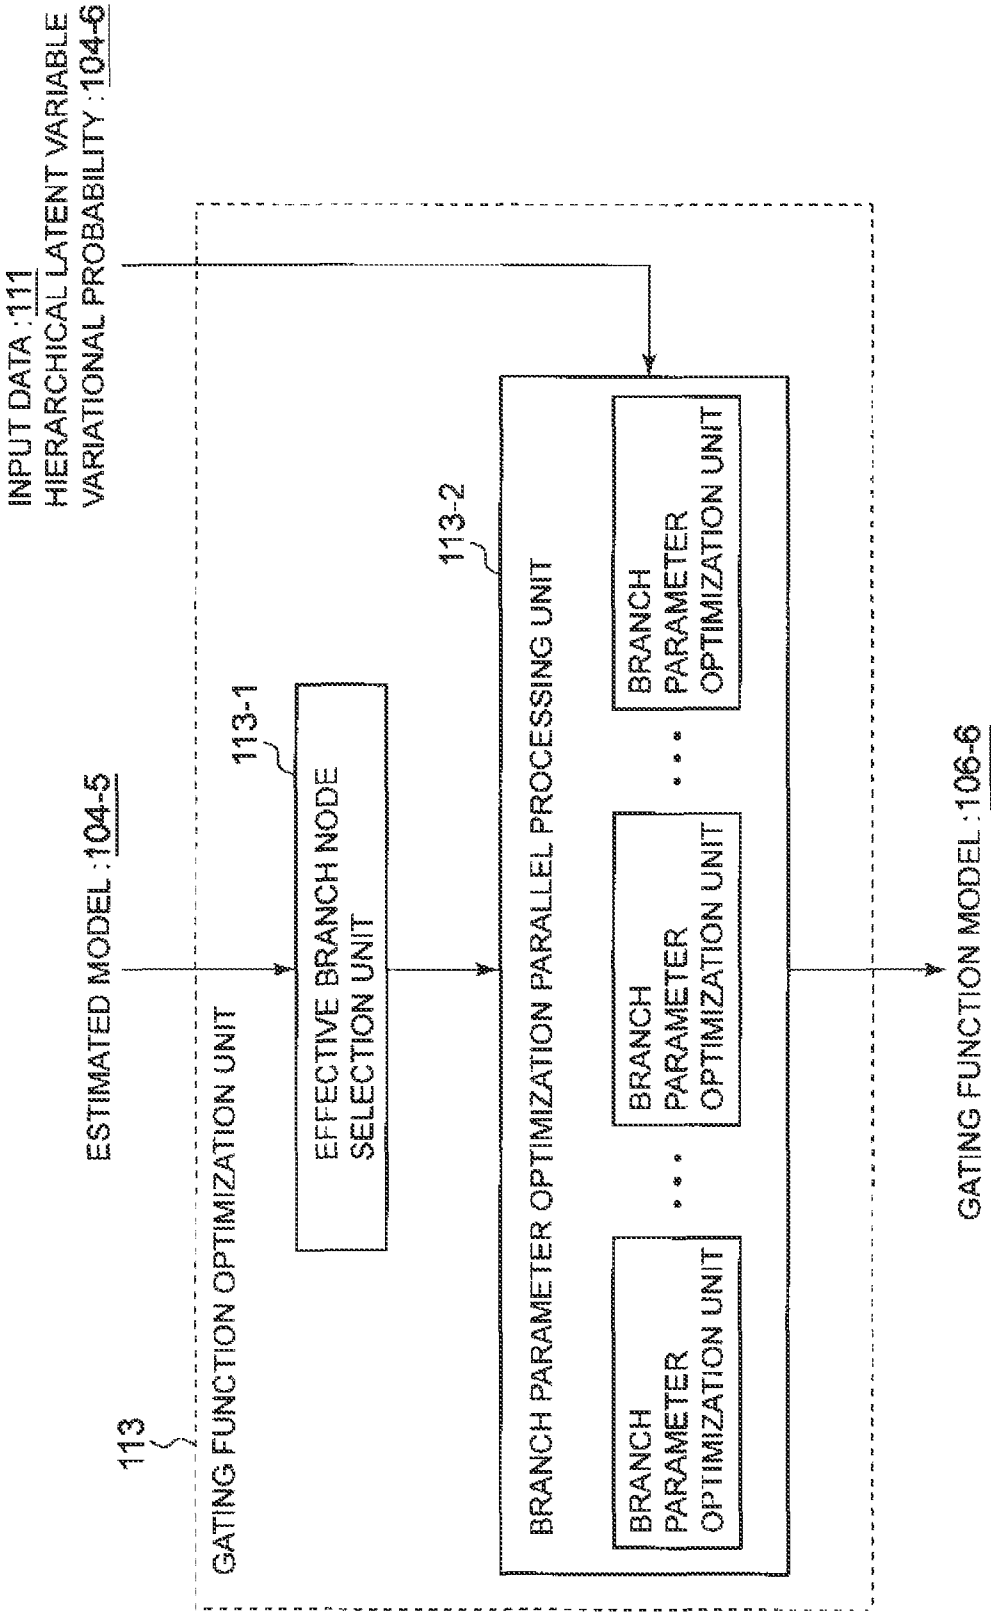 INPUT DATA :111
HIERARCHICAL LATENT VARIABLE
VARIATIONAL PROBABILITY :104-6
ESTIMATED MODEL :104-5
113
GATING FUNCTION OPTIMIZATION UNIT
113-1
EFFECTIVE BRANCH NODE
SELECTION UNIT
113-2
BRANCH PARAMETER OPTIMIZATION PARALLEL PROCESSING UNIT
BRANCH
PARAMETER
OPTIMIZATION UNIT
• • •
BRANCH
PARAMETER
OPTIMIZATION UNIT
• • •
BRANCH
PARAMETER
OPTIMIZATION UNIT
GATING FUNCTION MODEL :106-6